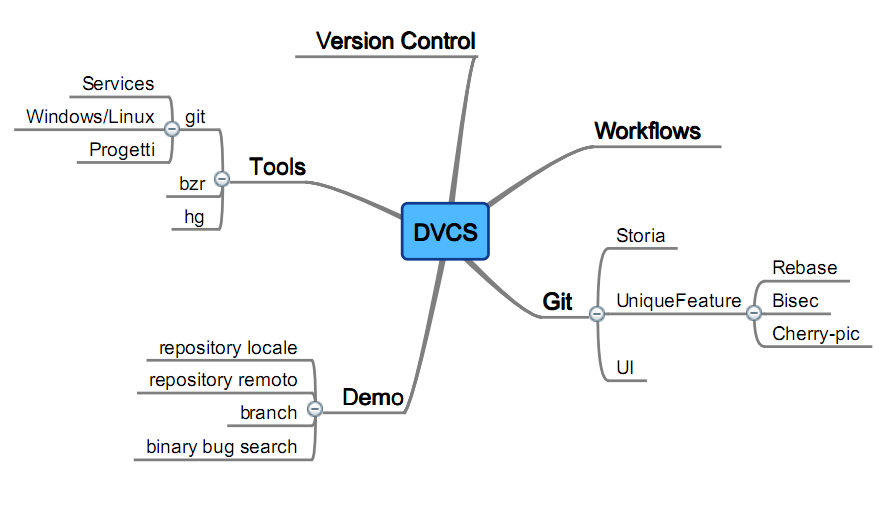 Version Control
Services
Windows/Linux
git
Progetti
Tools
bzr
hg
Workflows
DVCS
Storia
Git
UniqueFeature
Rebase
Bisec
Cherry-pic
UI
repository locale
repository remoto
Demo
branch
binary bug search